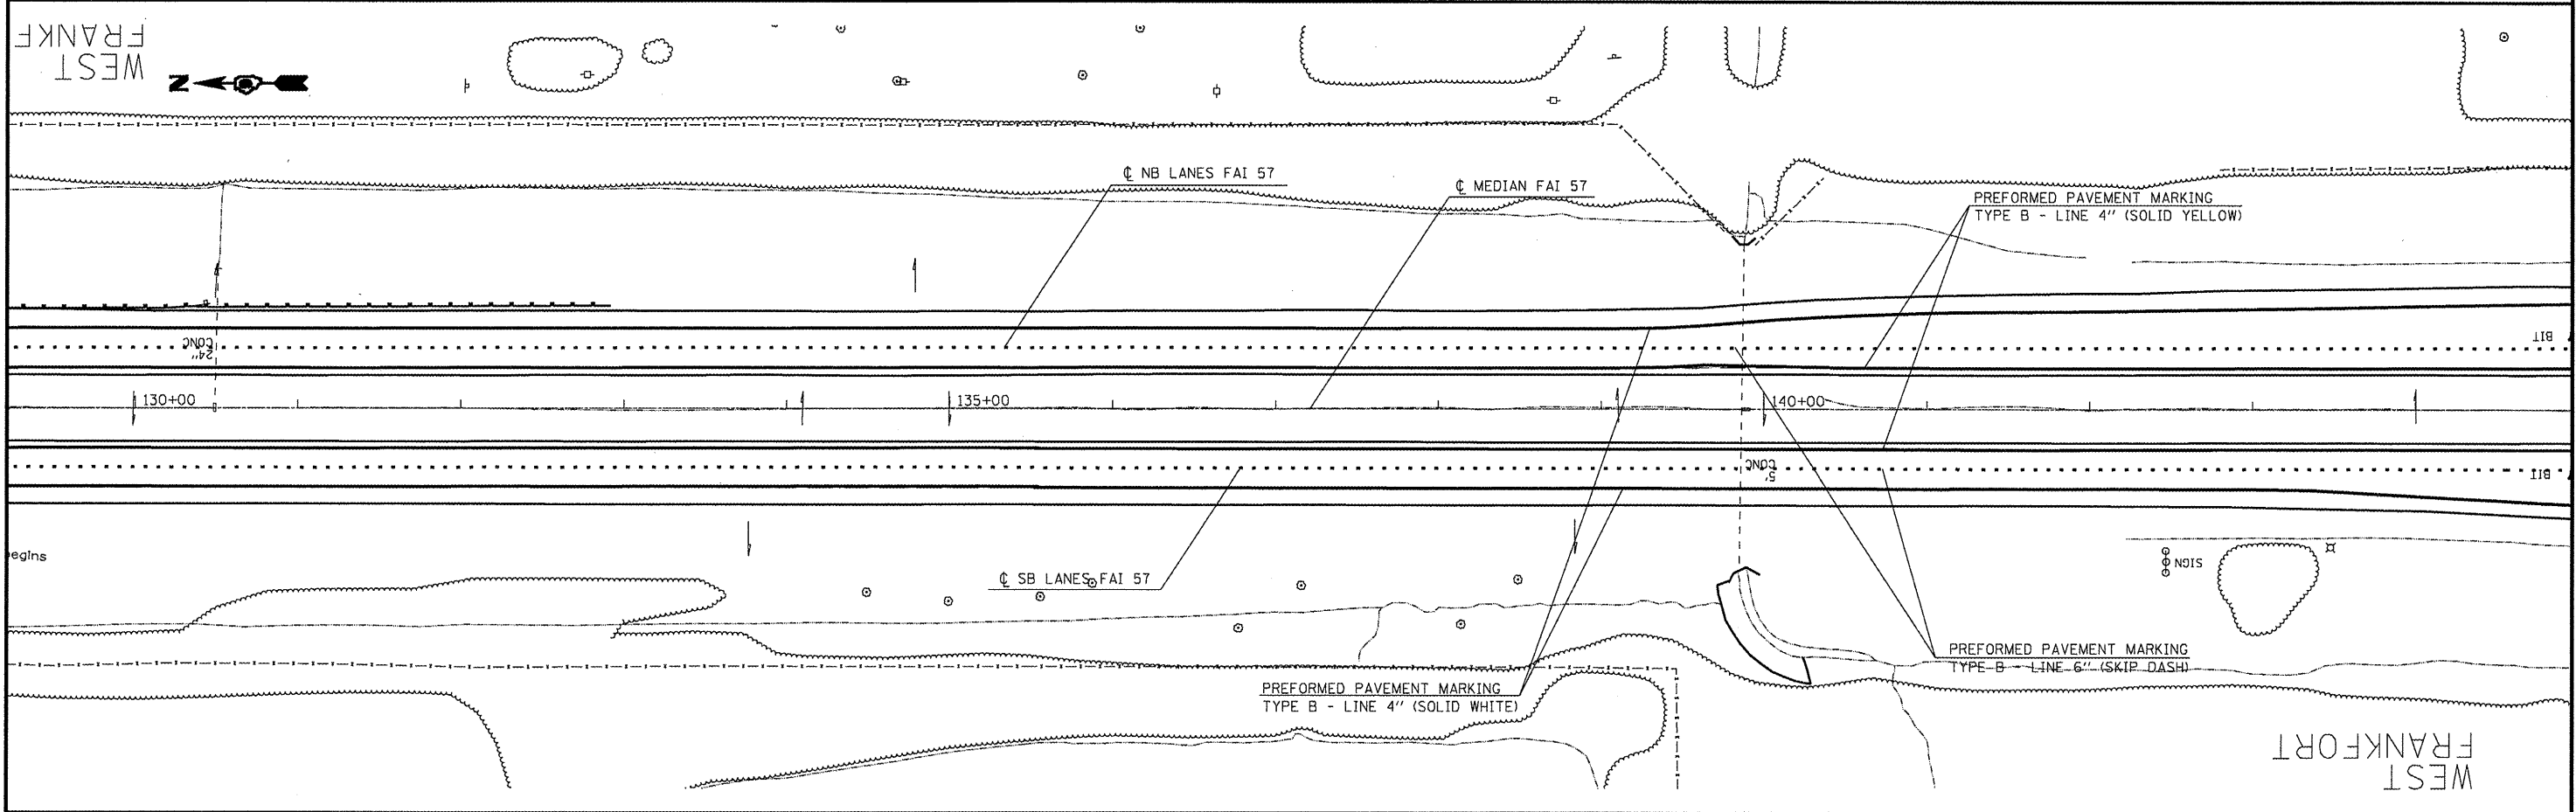 WEST
FRANKF
N
℄ NB LANES FAI 57
℄ MEDIAN FAI 57
PREFORMED PAVEMENT MARKING
TYPE B - LINE 4" (SOLID YELLOW)
24"
CONC
BIT
130+00
135+00
140+00
5'
CONC
BIT
egins
℄ SB LANES FAI 57
SIGN
PREFORMED PAVEMENT MARKING
TYPE B - LINE 6" (SKIP DASH)
PREFORMED PAVEMENT MARKING
TYPE B - LINE 4" (SOLID WHITE)
WEST
FRANKFORT